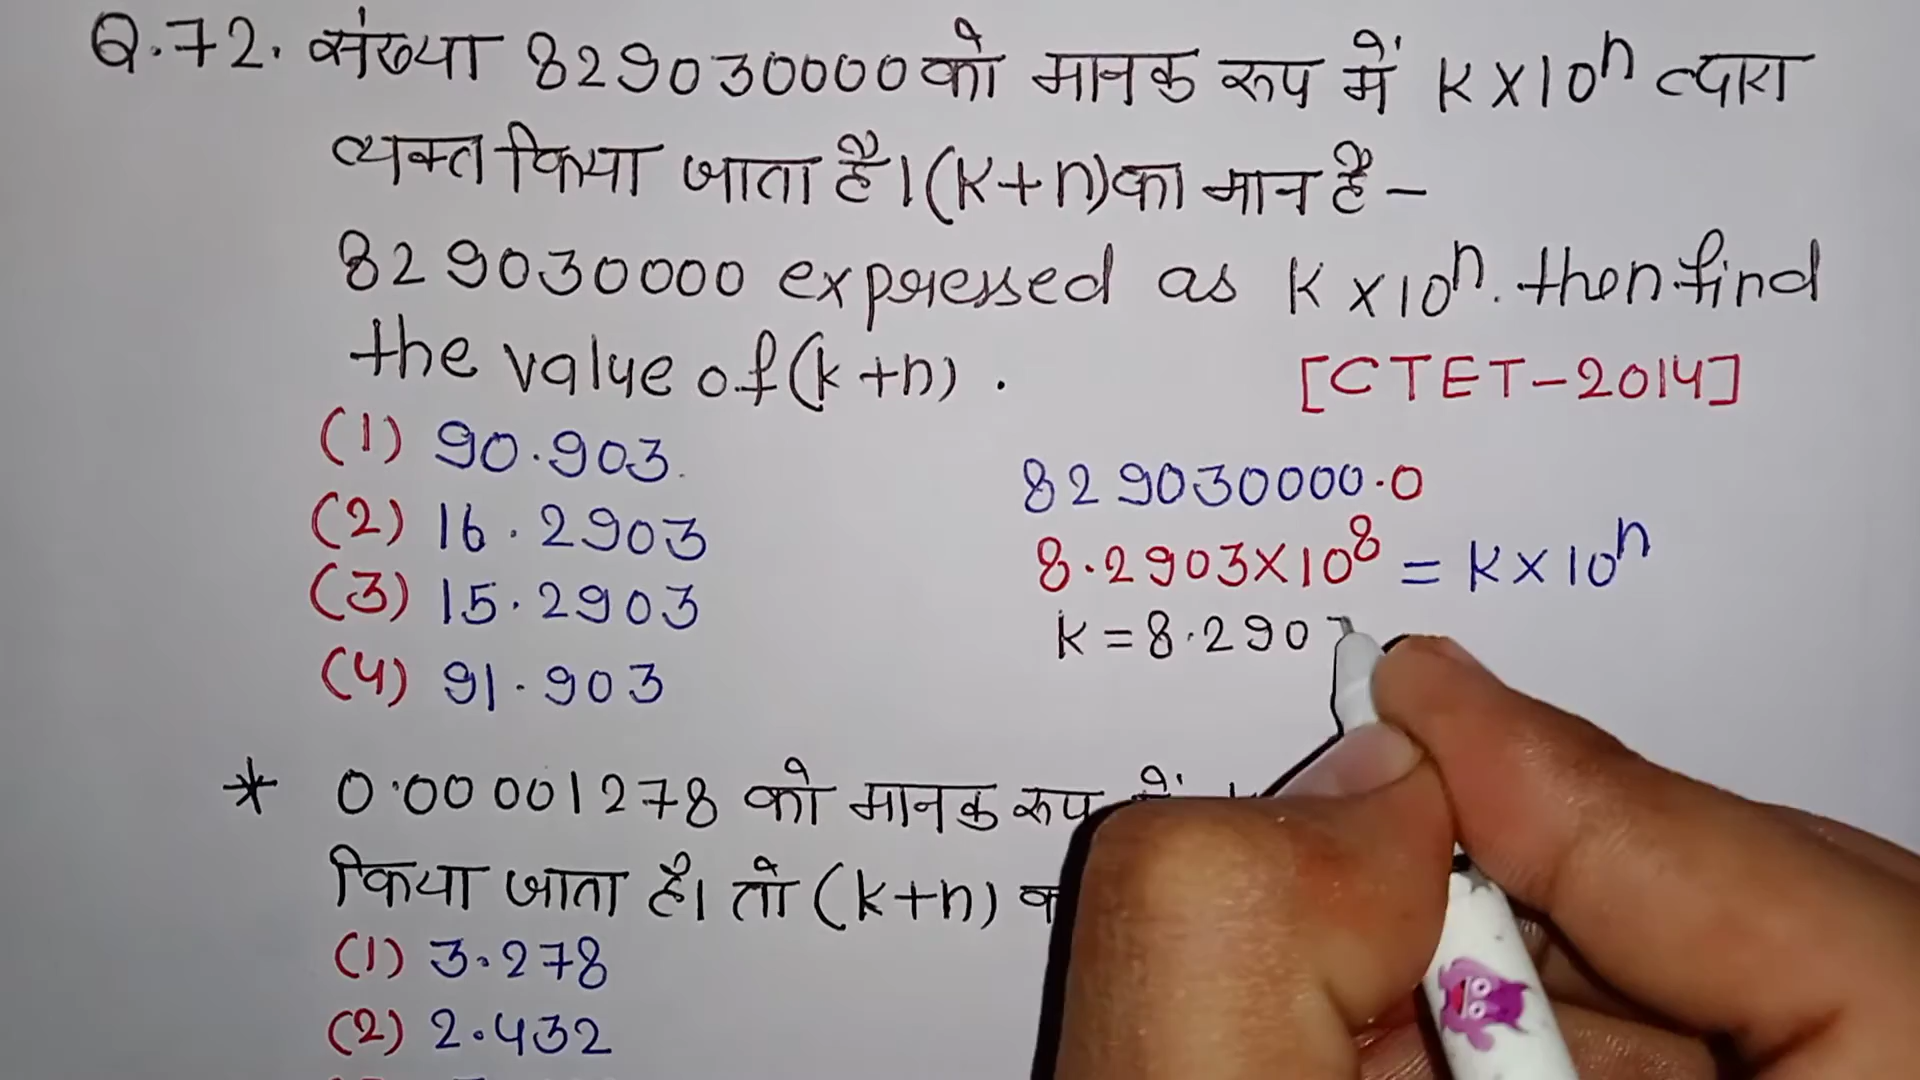 Q.72. संख्या 829030000 को मानक रूप में K×10ⁿ द्वारा
व्यक्त किया जाता है। (K+n) का मान है –
829030000 expressed as K×10ⁿ. then find
the value of (k+n).
[CTET-2014]
(1) 90.903.
(2) 16.2903
(3) 15.2903
(4) 91.903
829030000.0
8.2903×10⁸ = K×10ⁿ
K = 8.290
* 0.00001278 को मानक रूप
किया जाता है। तो (k+n)
(1) 3.278
(2) 2.432